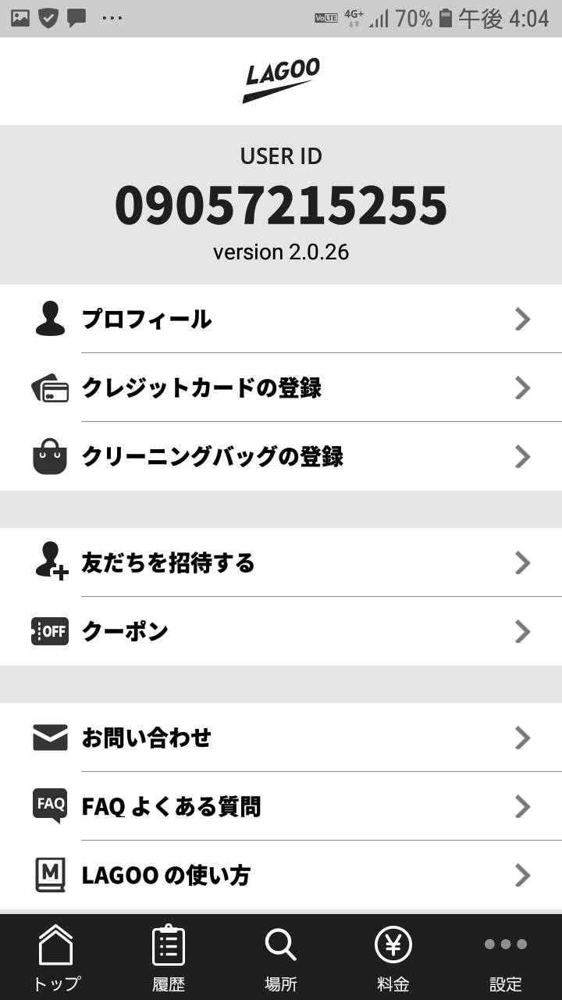 VoLTE 4G+ 70% 午後 4:04
LAGOO
USER ID
09057215255
version 2.0.26
プロフィール
クレジットカードの登録
クリーニングバッグの登録
友だちを招待する
OFF クーポン
お問い合わせ
FAQ FAQ よくある質問
M LAGOO の使い方
トップ 履歴 場所 料金 設定